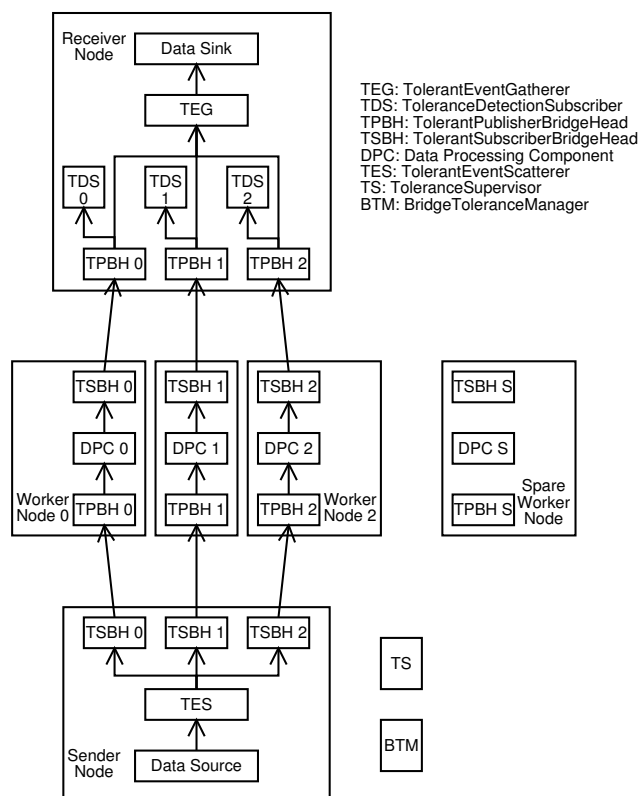 Receiver
Node
Data Sink
TEG
TDS
0
TDS
1
TDS
2
TPBH 0
TPBH 1
TPBH 2
TEG: TolerantEventGatherer
TDS: ToleranceDetectionSubscriber
TPBH: TolerantPublisherBridgeHead
TSBH: TolerantSubscriberBridgeHead
DPC: Data Processing Component
TES: TolerantEventScatterer
TS: ToleranceSupervisor
BTM: BridgeToleranceManager
TSBH 0
TSBH 1
TSBH 2
TSBH S
DPC 0
DPC 1
DPC 2
DPC S
Worker
Node 0
TPBH 0
TPBH 1
TPBH 2
Worker
Node 2
TPBH S
Spare
Worker
Node
TSBH 0
TSBH 1
TSBH 2
TS
TES
BTM
Sender
Node
Data Source